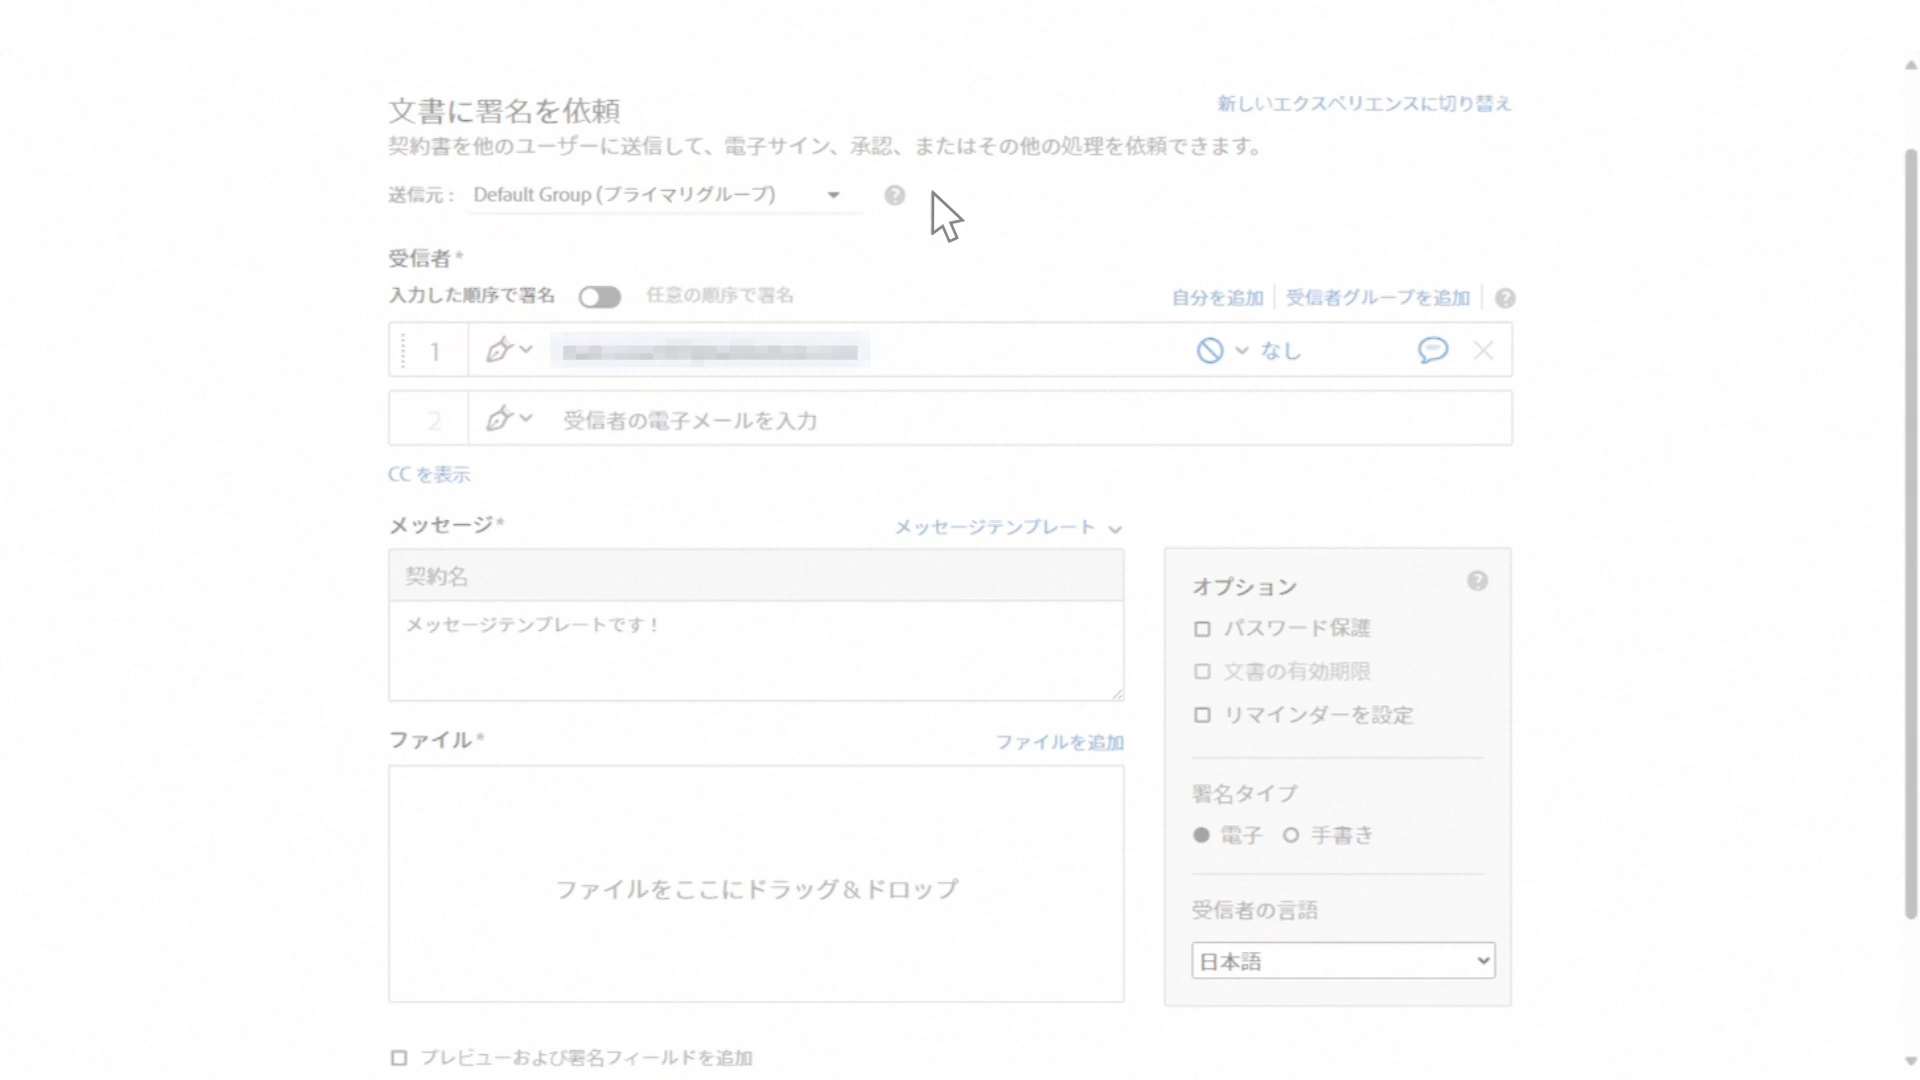 文書に署名を依頼
新しいエクスペリエンスに切り替え
契約書を他のユーザーに送信して、電子サイン、承認、またはその他の処理を依頼できます。
送信元： Default Group (プライマリグループ)
受信者*
入力した順序で署名 任意の順序で署名
自分を追加 受信者グループを追加
1 なし
2 受信者の電子メールを入力
CC を表示
メッセージ*
メッセージテンプレート
契約名
メッセージテンプレートです！
ファイル*
ファイルを追加
ファイルをここにドラッグ＆ドロップ
プレビューおよび署名フィールドを追加
オプション
パスワード保護
文書の有効期限
リマインダーを設定
署名タイプ
電子 手書き
受信者の言語
日本語